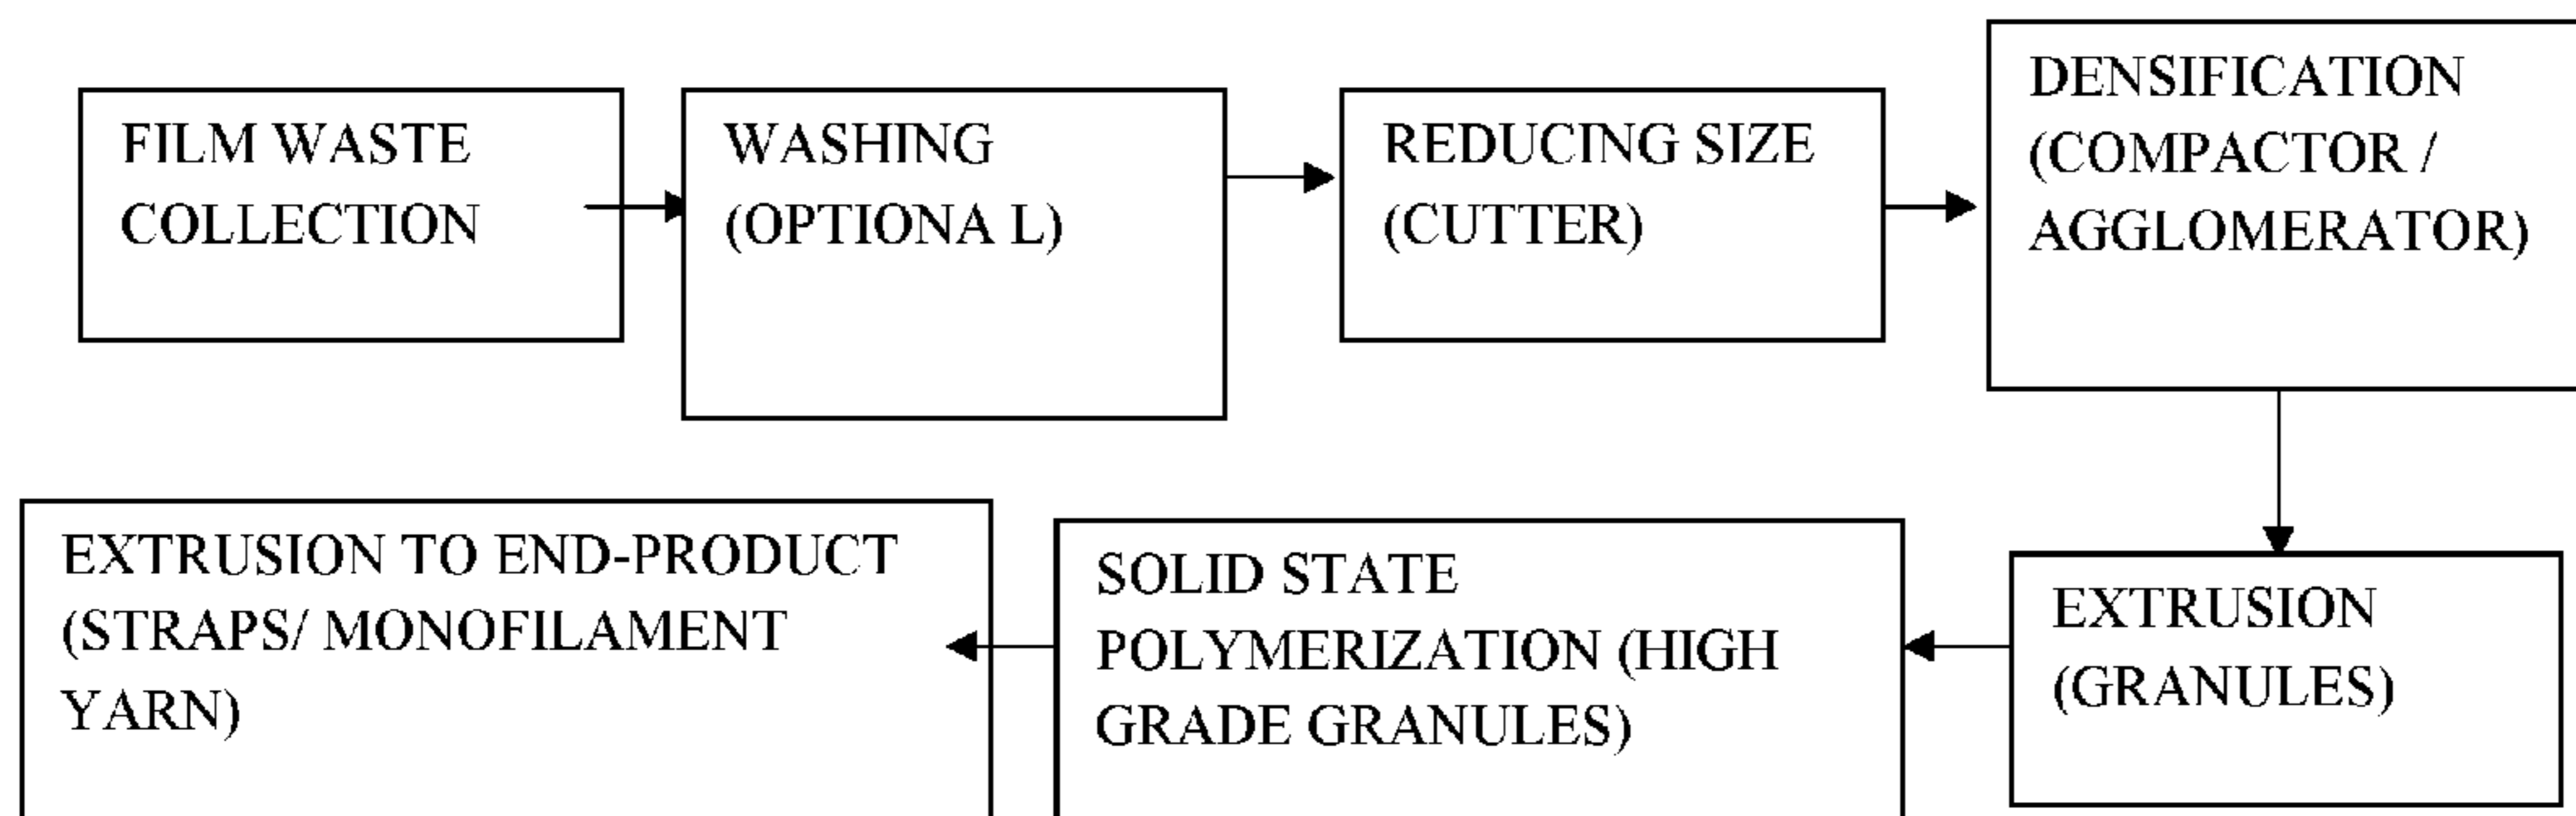 FILM WASTE
COLLECTION
WASHING
(OPTIONA L)
REDUCING SIZE
(CUTTER)
DENSIFICATION
(COMPACTOR /
AGGLOMERATOR)
EXTRUSION
(GRANULES)
SOLID STATE
POLYMERIZATION (HIGH
GRADE GRANULES)
EXTRUSION TO END-PRODUCT
(STRAPS/ MONOFILAMENT
YARN)